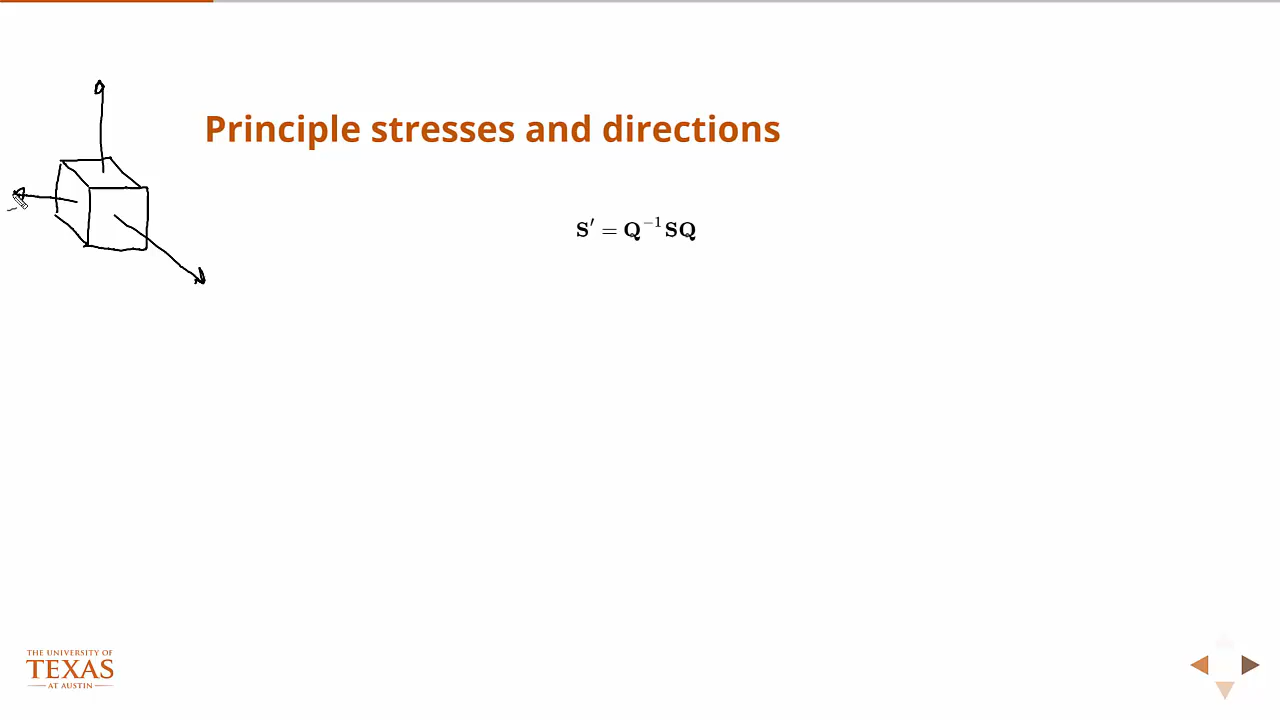 Principle stresses and directions
S′ = Q⁻¹SQ
THE UNIVERSITY OF
TEXAS
AT AUSTIN